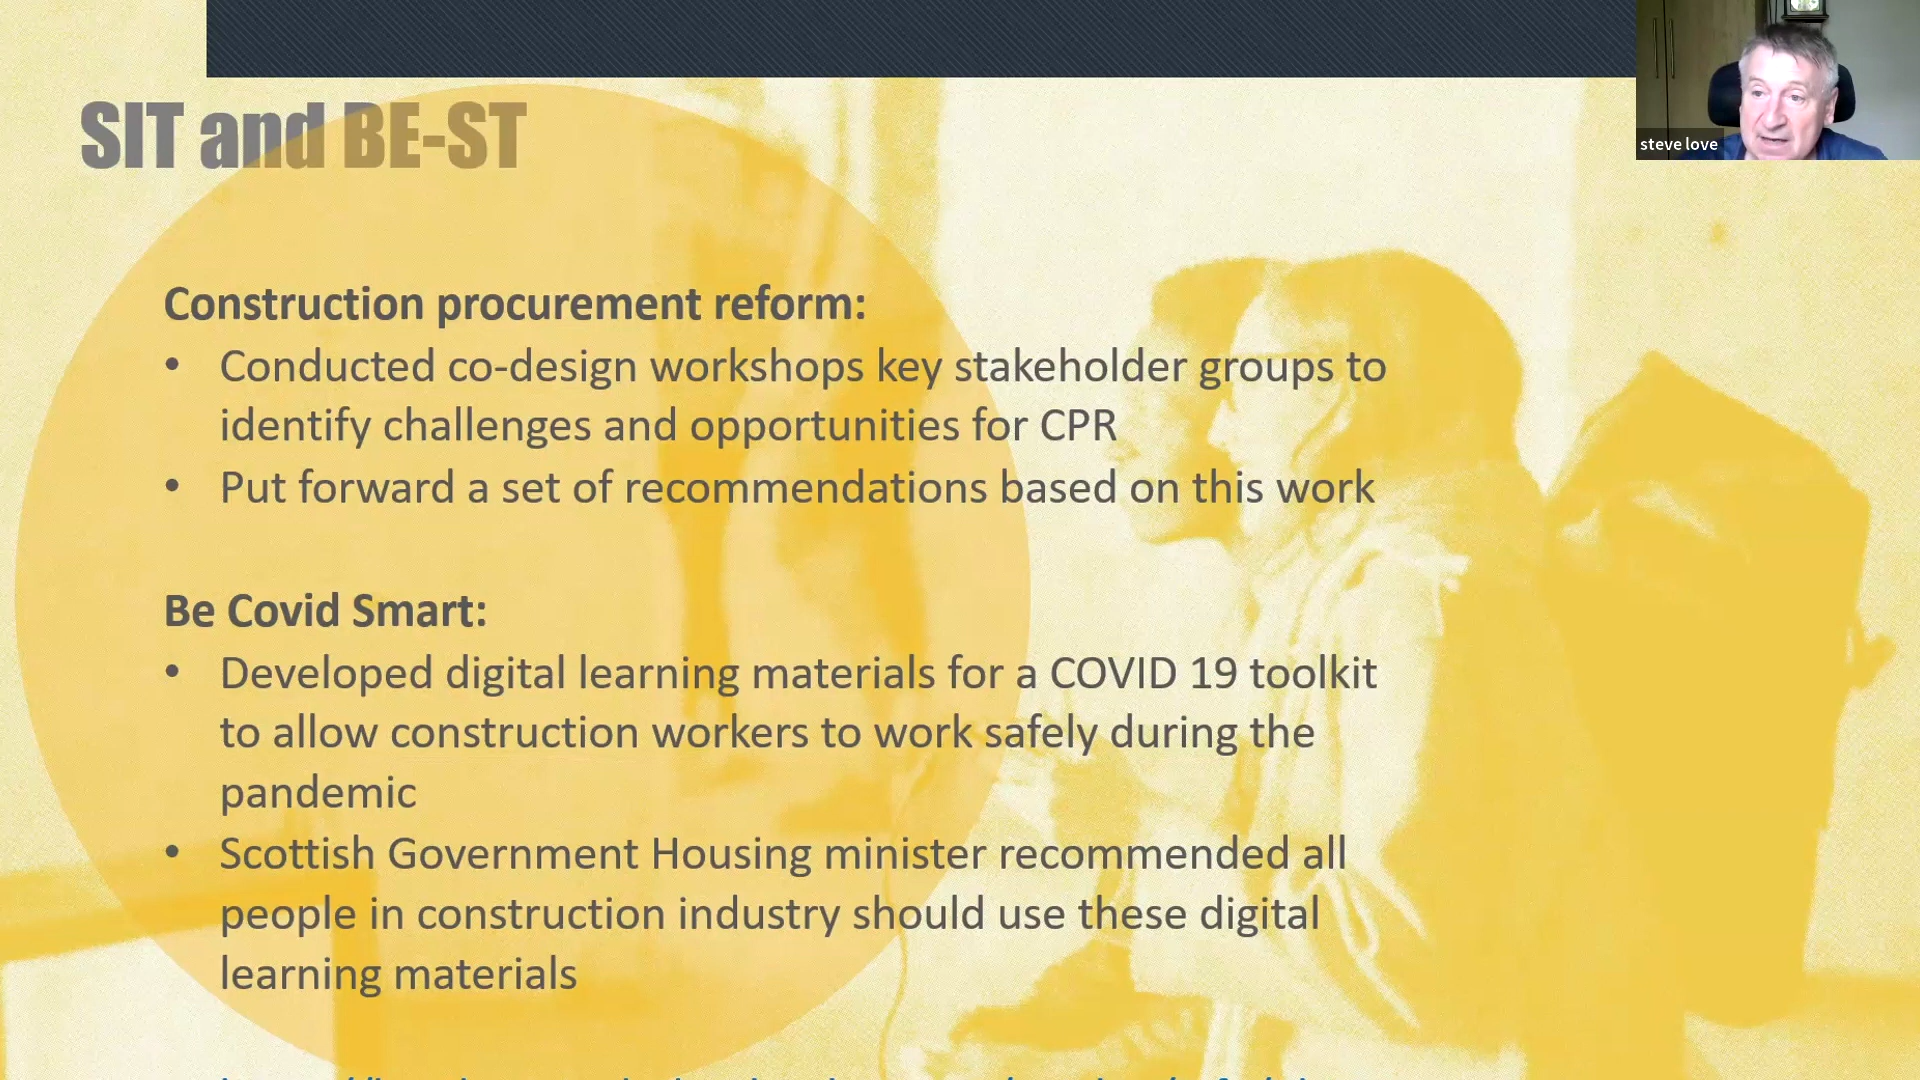 SIT and BE-ST
steve love
Construction procurement reform:
• Conducted co-design workshops key stakeholder groups to
identify challenges and opportunities for CPR
• Put forward a set of recommendations based on this work
Be Covid Smart:
• Developed digital learning materials for a COVID 19 toolkit
to allow construction workers to work safely during the
pandemic
• Scottish Government Housing minister recommended all
people in construction industry should use these digital
learning materials